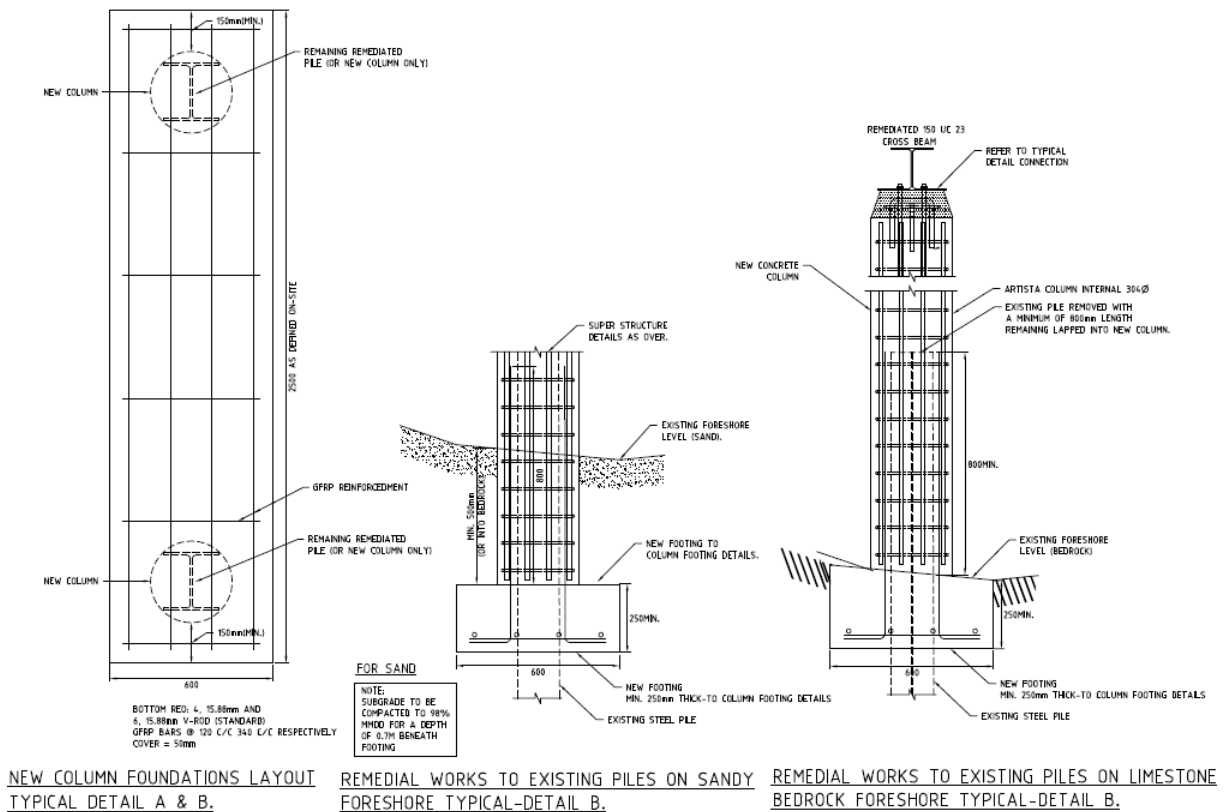 150mm(MIN.)
REMAINING REMEDIATED
PILE (OR NEW COLUMN ONLY)
NEW COLUMN
2500 AS DEFINED ON-SITE
GFRP REINFORCEDMENT
REMAINING REMEDIATED
PILE (OR NEW COLUMN ONLY)
NEW COLUMN
150mm(MIN.)
600
BOTTOM REO: 4, 15.88mm AND
6, 15.88mm V-ROD (STANDARD)
GFRP BARS @ 120 C/C 340 C/C RESPECTIVELY
COVER = 50mm
NEW COLUMN FOUNDATIONS LAYOUT
TYPICAL DETAIL A & B.
SUPER STRUCTURE
DETAILS AS OVER.
EXISTING FORESHORE
LEVEL (SAND).
MIN. 500mm
(OR INTO BEDROCK)
800
NEW FOOTING TO
COLUMN FOOTING DETAILS.
250MIN.
600
FOR SAND
NOTE:
SUBGRADE TO BE
COMPACTED TO 98%
MMDD FOR A DEPTH
OF 0.7M BENEATH
FOOTING
NEW FOOTING
MIN. 250mm THICK-TO COLUMN FOOTING DETAILS
EXISTING STEEL PILE
REMEDIAL WORKS TO EXISTING PILES ON SANDY
FORESHORE TYPICAL-DETAIL B.
REMEDIATED 150 UC 23
CROSS BEAM
REFER TO TYPICAL
DETAIL CONNECTION
NEW CONCRETE
COLUMN
ARTISTA COLUMN INTERNAL 304Ø
EXISTING PILE REMOVED WITH
A MINIMUM OF 800mm LENGTH
REMAINING LAPPED INTO NEW COLUMN.
800MIN.
EXISTING FORESHORE
LEVEL (BEDROCK)
250MIN.
600
NEW FOOTING
MIN. 250mm THICK-TO COLUMN FOOTING DETAILS
EXISTING STEEL PILE
REMEDIAL WORKS TO EXISTING PILES ON LIMESTONE
BEDROCK FORESHORE TYPICAL-DETAIL B.